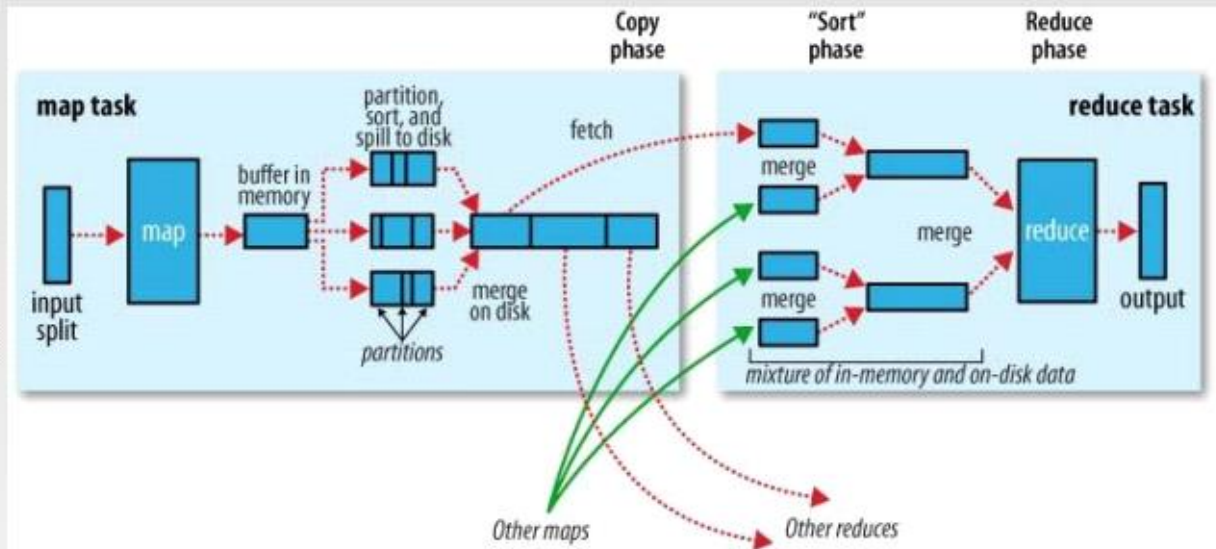 Copy
phase
“Sort”
phase
Reduce
phase
map task
partition,
sort, and
spill to disk
fetch
reduce task
buffer in
memory
merge
map
merge
reduce
input
split
merge
on disk
merge
output
partitions
mixture of in-memory and on-disk data
Other maps
Other reduces